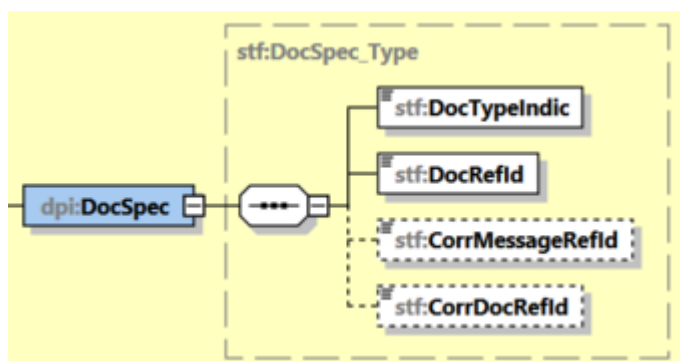 stf:DocSpec_Type
stf:DocTypeIndic
stf:DocRefId
dpi:DocSpec
stf:CorrMessageRefId
stf:CorrDocRefId